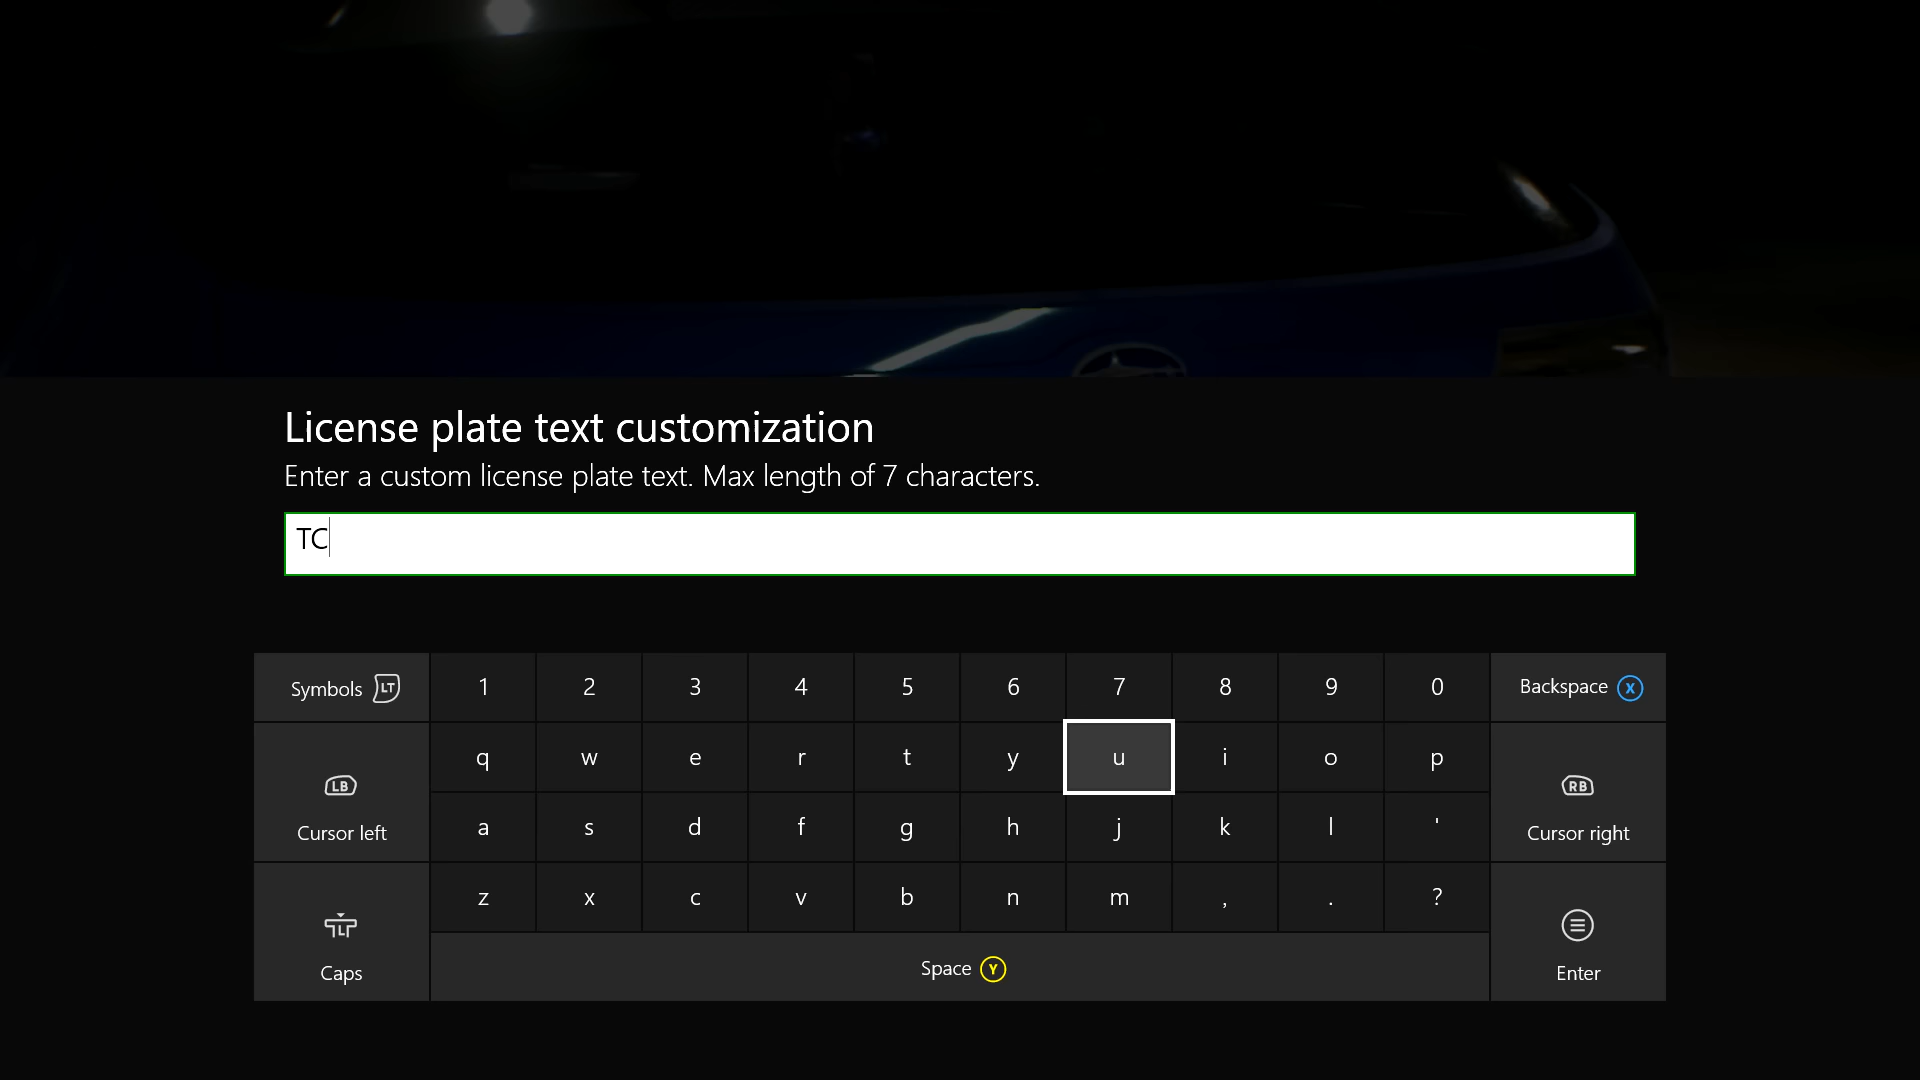 License plate text customization
Enter a custom license plate text. Max length of 7 characters.
TC
Symbols LT 1 2 3 4 5 6 7 8 9 0 Backspace X
q w e r t y u i o p
LB Cursor left a s d f g h j k l ' RB Cursor right
z x c v b n m , . ?
Caps Space Y Enter